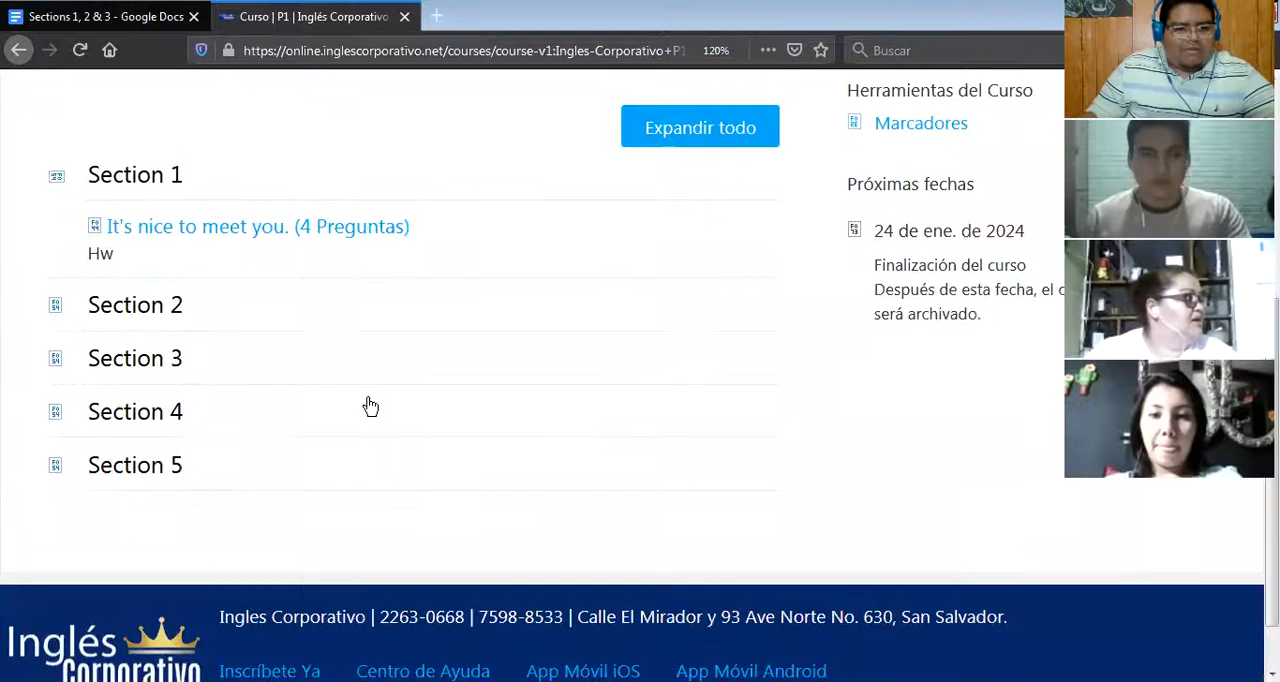 Sections 1, 2 & 3 - Google Docs
Curso | P1 | Inglés Corporativo
https://online.inglescorporativo.net/courses/course-v1:Ingles-Corporativo+P1
120%
Buscar
Herramientas del Curso
Marcadores
Expandir todo
Section 1
It's nice to meet you. (4 Preguntas)
Hw
Section 2
Section 3
Section 4
Section 5
Próximas fechas
24 de ene. de 2024
Finalización del curso
Después de esta fecha, el c
será archivado.
Ingles Corporativo | 2263-0668 | 7598-8533 | Calle El Mirador y 93 Ave Norte No. 630, San Salvador.
Inglés
Corporativo
Inscríbete Ya
Centro de Ayuda
App Móvil iOS
App Móvil Android